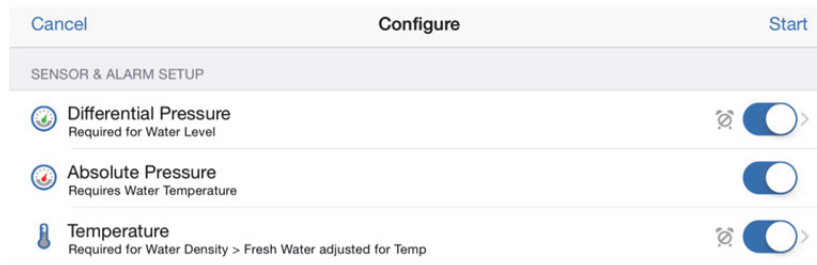 Cancel Configure Start
SENSOR & ALARM SETUP
Differential Pressure
Required for Water Level
Absolute Pressure
Requires Water Temperature
Temperature
Required for Water Density > Fresh Water adjusted for Temp